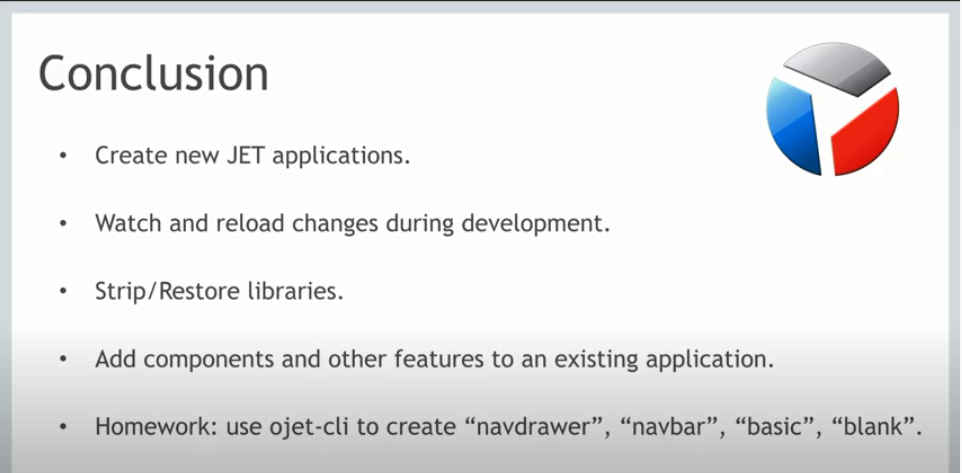 Conclusion
• Create new JET applications.
• Watch and reload changes during development.
• Strip/Restore libraries.
• Add components and other features to an existing application.
• Homework: use ojet-cli to create “navdrawer”, “navbar”, “basic”, “blank”.